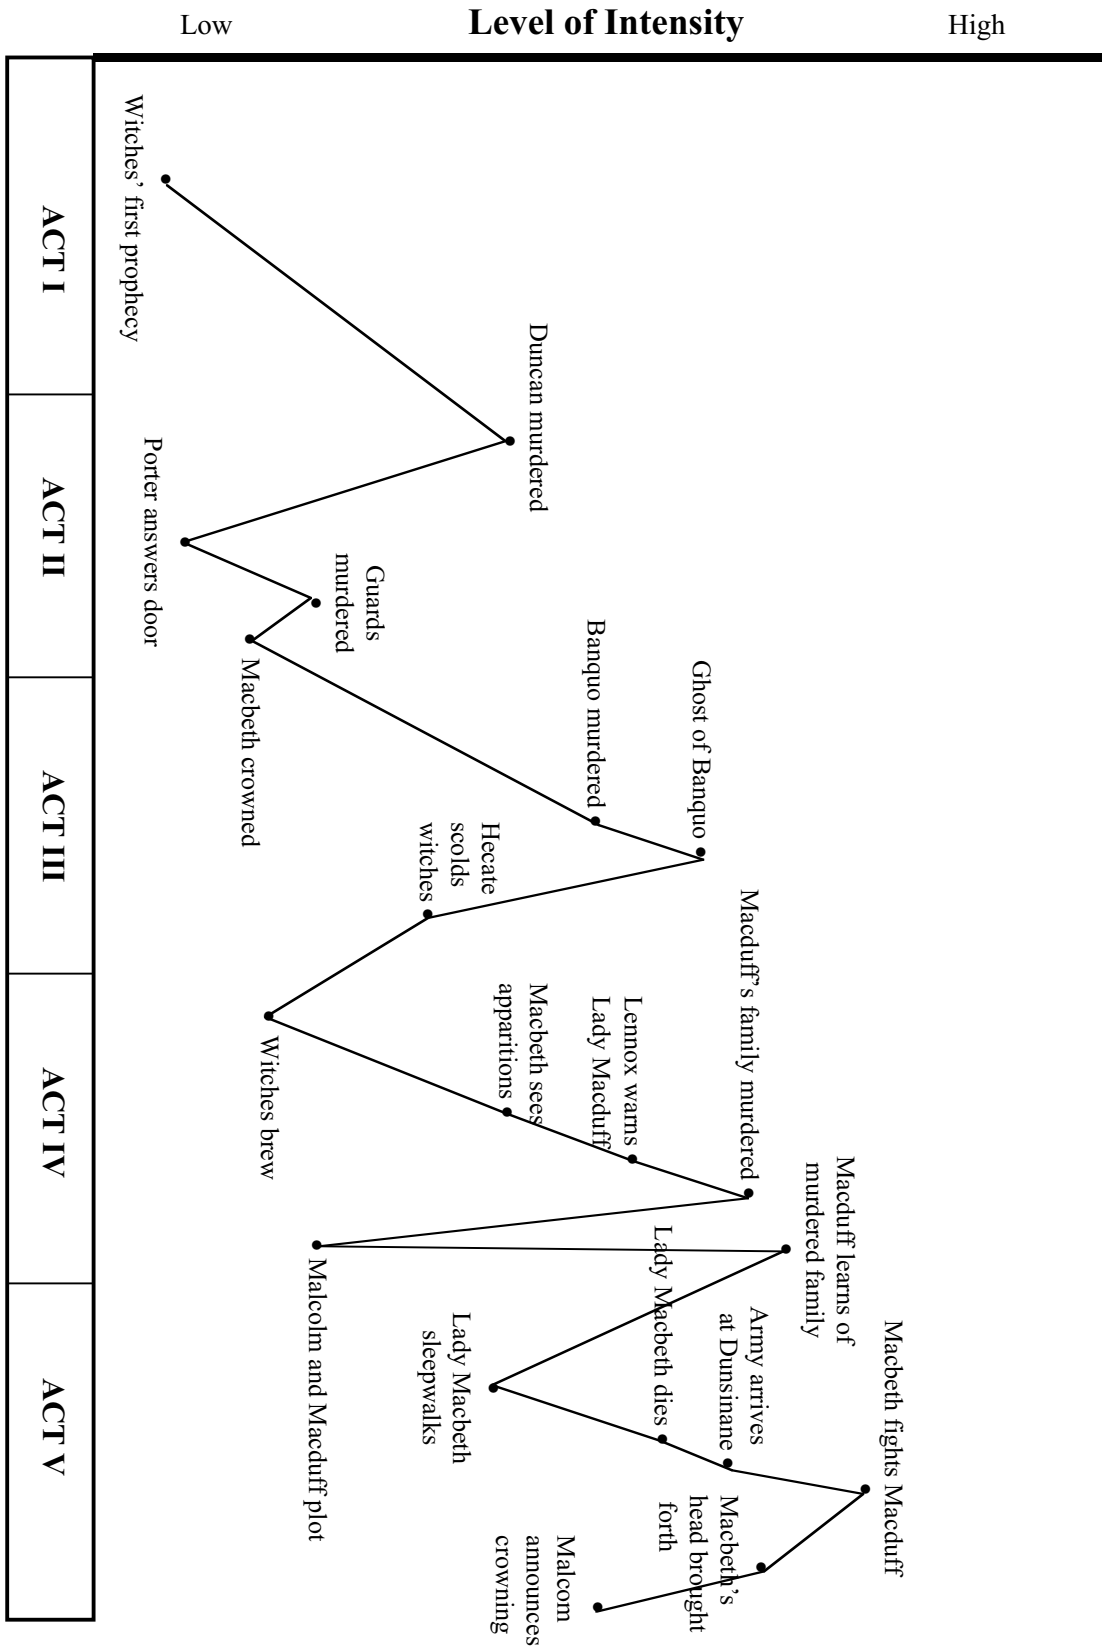 Low
Level of Intensity
High
ACT I
ACT II
ACT III
ACT IV
ACT V
Witches’ first prophecy
Duncan murdered
Porter answers door
Guards
murdered
Macbeth crowned
Banquo murdered
Ghost of Banquo
Hecate
scolds
witches
Witches brew
Macbeth sees
apparitions
Lennox warns
Lady Macduff
Macduff’s family murdered
Malcolm and Macduff plot
Macduff learns of
murdered family
Lady Macbeth
sleepwalks
Lady Macbeth dies
Army arrives
at Dunsinane
Macbeth fights Macduff
Macbeth’s
head brought
forth
Malcom
announces
crowning